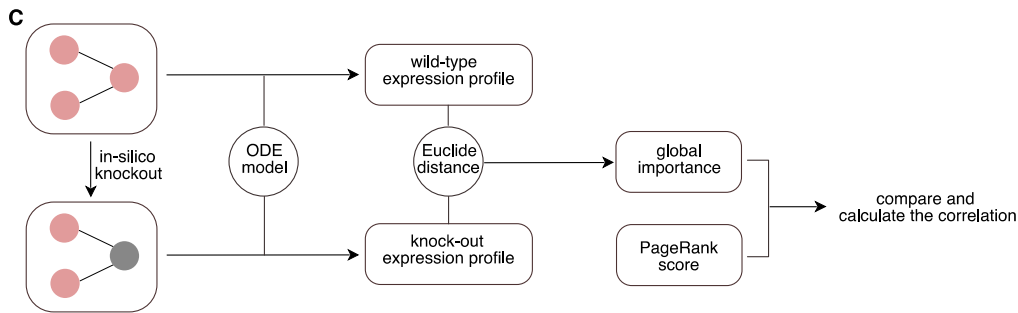 C
in-silico
knockout
ODE
model
wild-type
expression profile
Euclide
distance
knock-out
expression profile
global
importance
PageRank
score
compare and
calculate the correlation